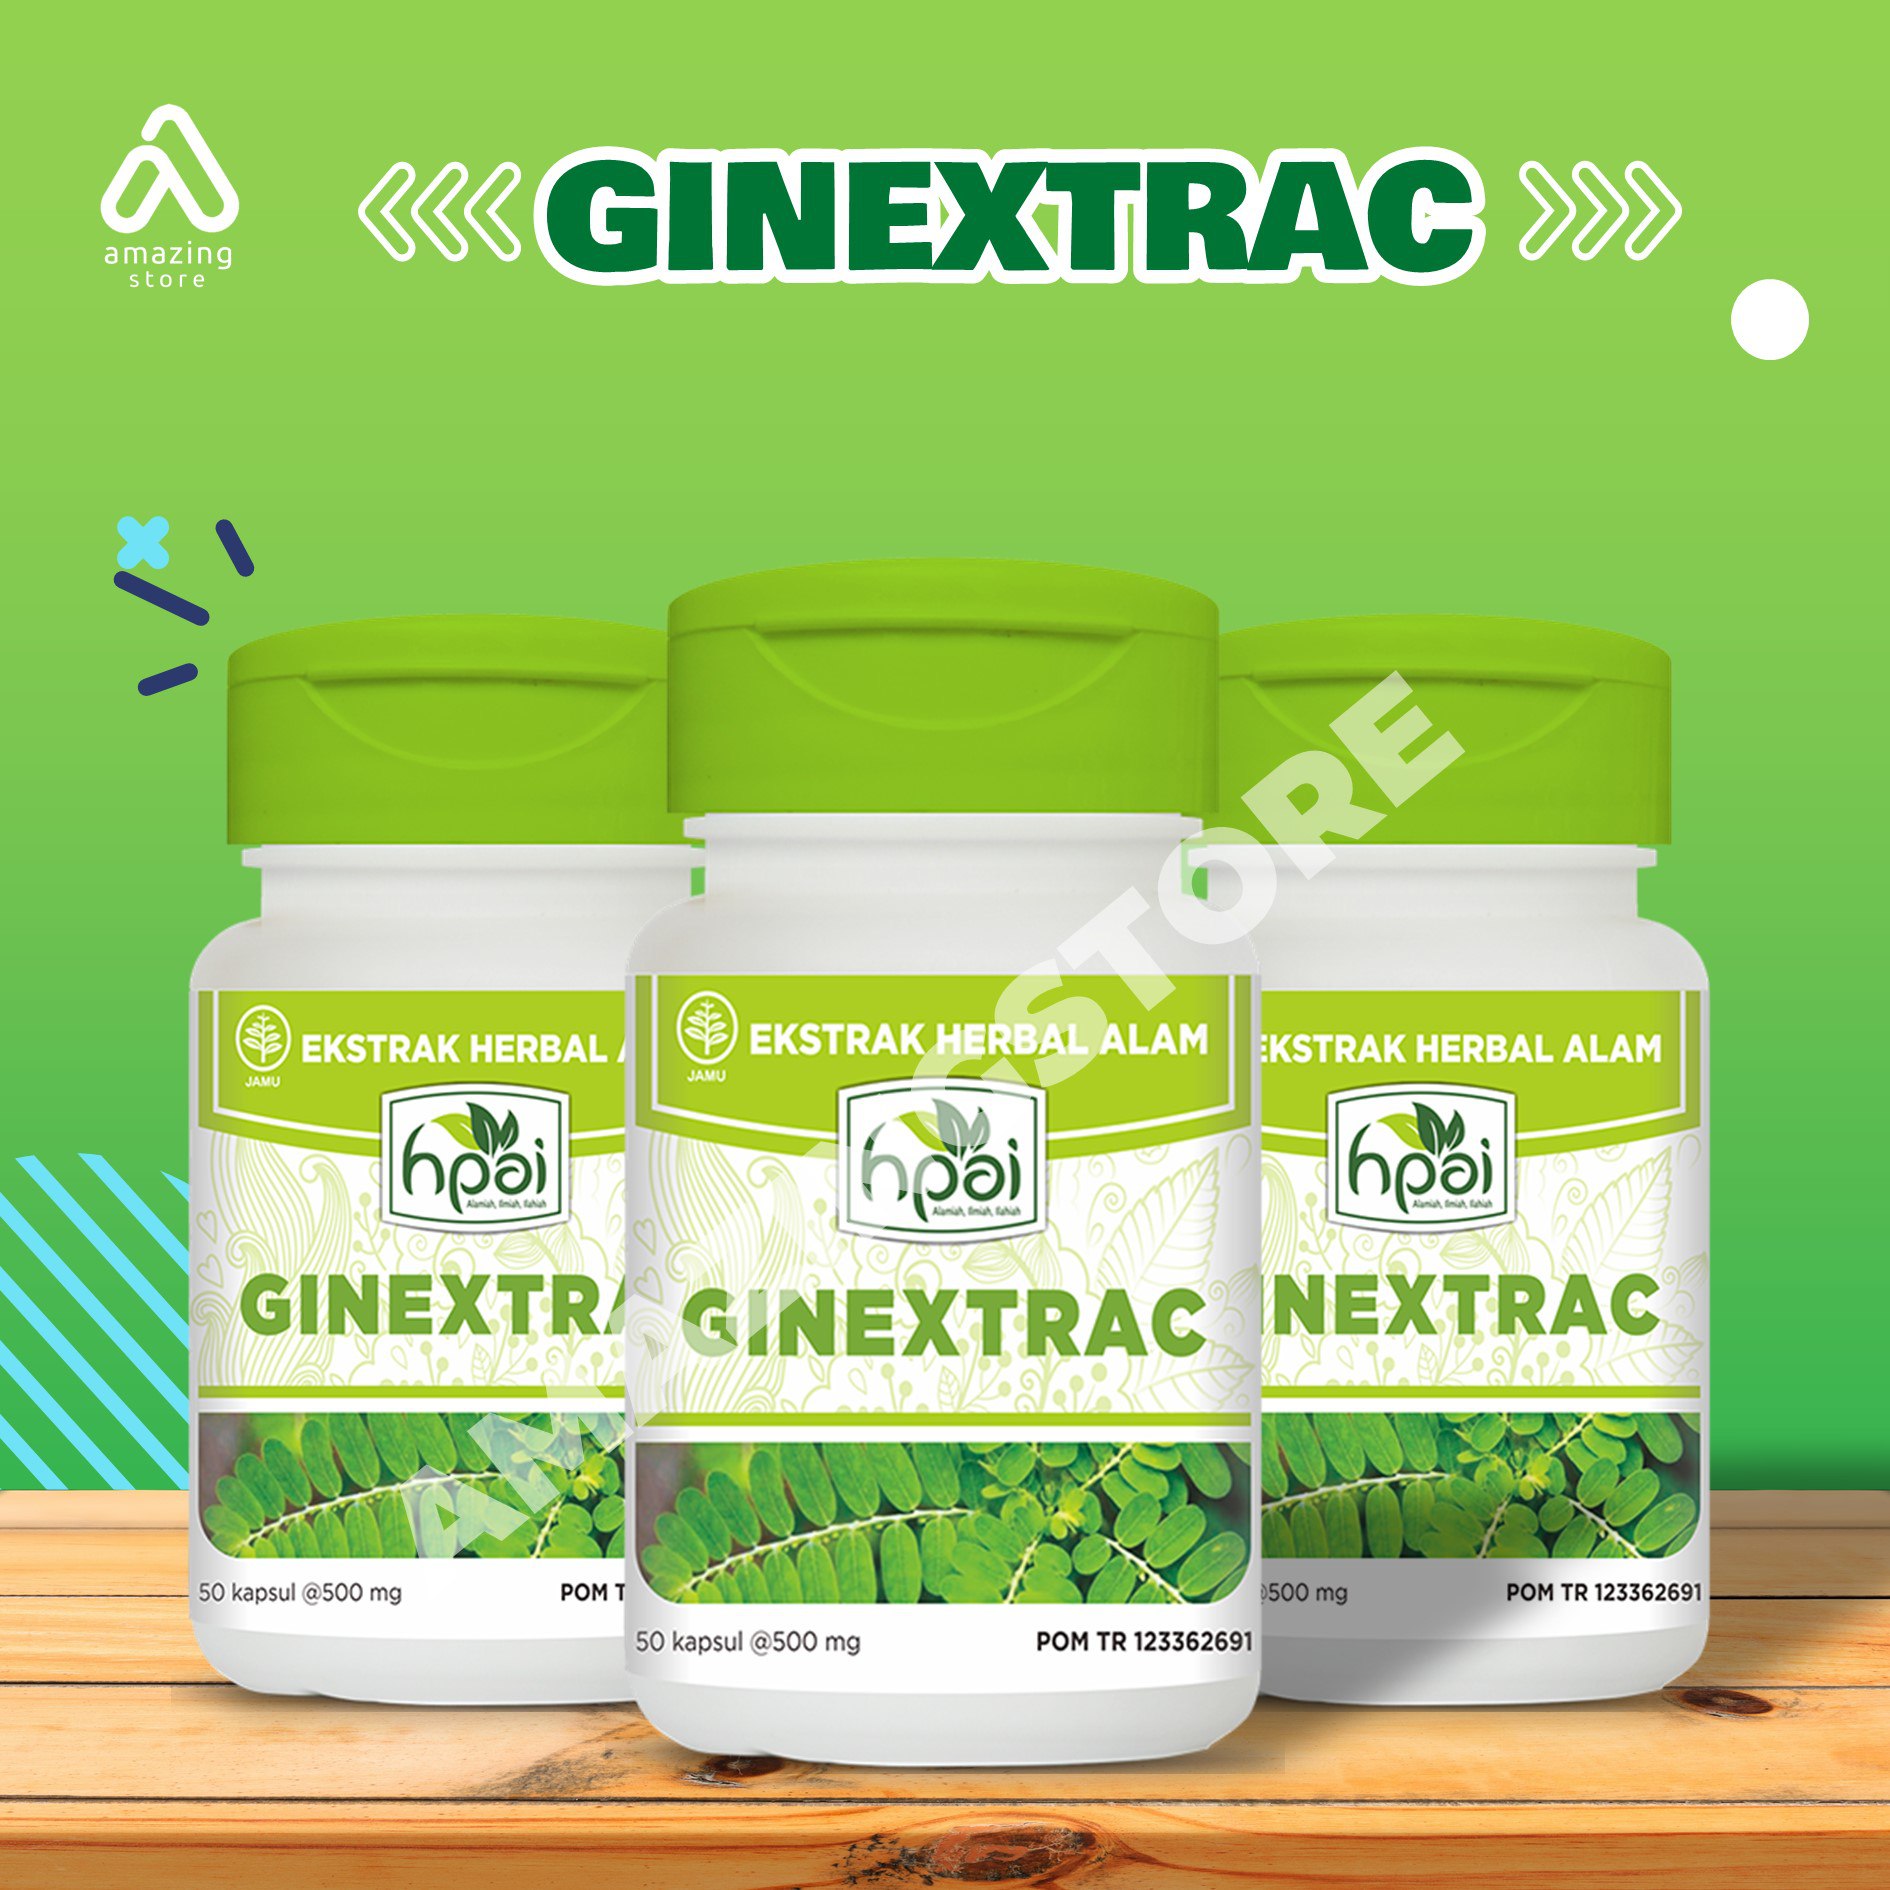 amazing
store
GINEXTRAC
EKSTRAK HERBAL
JAMU
hpai
Alamiah, Ilmiah, Ilahiah
GINEXTRA
50 kapsul @500 mg
POM T
EKSTRAK HERBAL ALAM
JAMU
hpai
Alamiah, Ilmiah, Ilahiah
GINEXTRAC
50 kapsul @500 mg
POM TR 123362691
EKSTRAK HERBAL ALAM
hpai
Alamiah, Ilmiah, Ilahiah
INEXTRAC
@500 mg
POM TR 123362691
AMAZINGSTORE